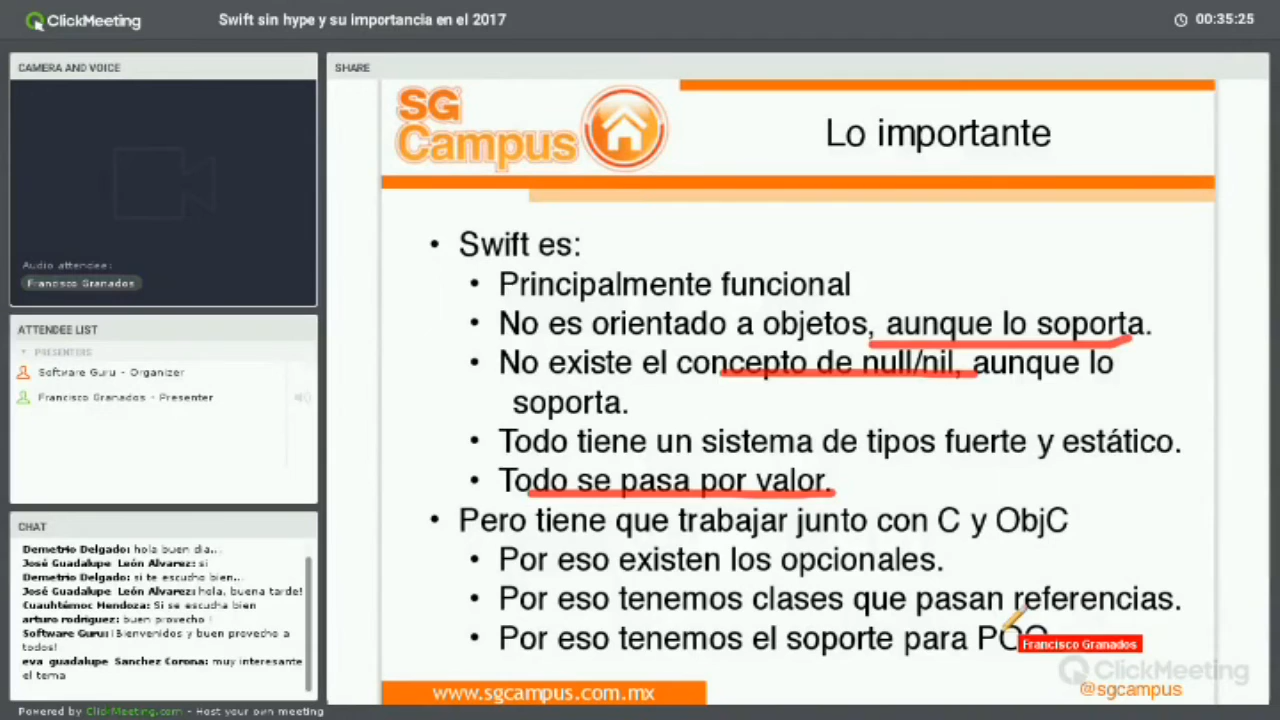 ClickMeeting
Swift sin hype y su importancia en el 2017
00:35:25
CAMERA AND VOICE
Audio attendee:
Francisco Granados
ATTENDEE LIST
PRESENTERS
Software Guru - Organizer
Francisco Granados - Presenter
CHAT
Demetrio Delgado: hola buen dia...
José Guadalupe León Alvarez: si
Demetrio Delgado: si te escucho bien...
José Guadalupe León Alvarez: hola, buena tarde!
Cuauhtémoc Mendoza: Si se escucha bien
arturo rodriguez: buen provecho !
Software Guru: !Bienvenidos y buen provecho a
todos!
eva guadalupe Sanchez Corona: muy interesante
el tema
Powered by ClickMeeting.com - Host your own meeting
SHARE
SG
Campus
Lo importante
• Swift es:
• Principalmente funcional
• No es orientado a objetos, aunque lo soporta.
• No existe el concepto de null/nil, aunque lo
soporta.
• Todo tiene un sistema de tipos fuerte y estático.
• Todo se pasa por valor.
• Pero tiene que trabajar junto con C y ObjC
• Por eso existen los opcionales.
• Por eso tenemos clases que pasan referencias.
• Por eso tenemos el soporte para
Francisco Granados
ClickMeeting
www.sgcampus.com.mx
@sgcampus